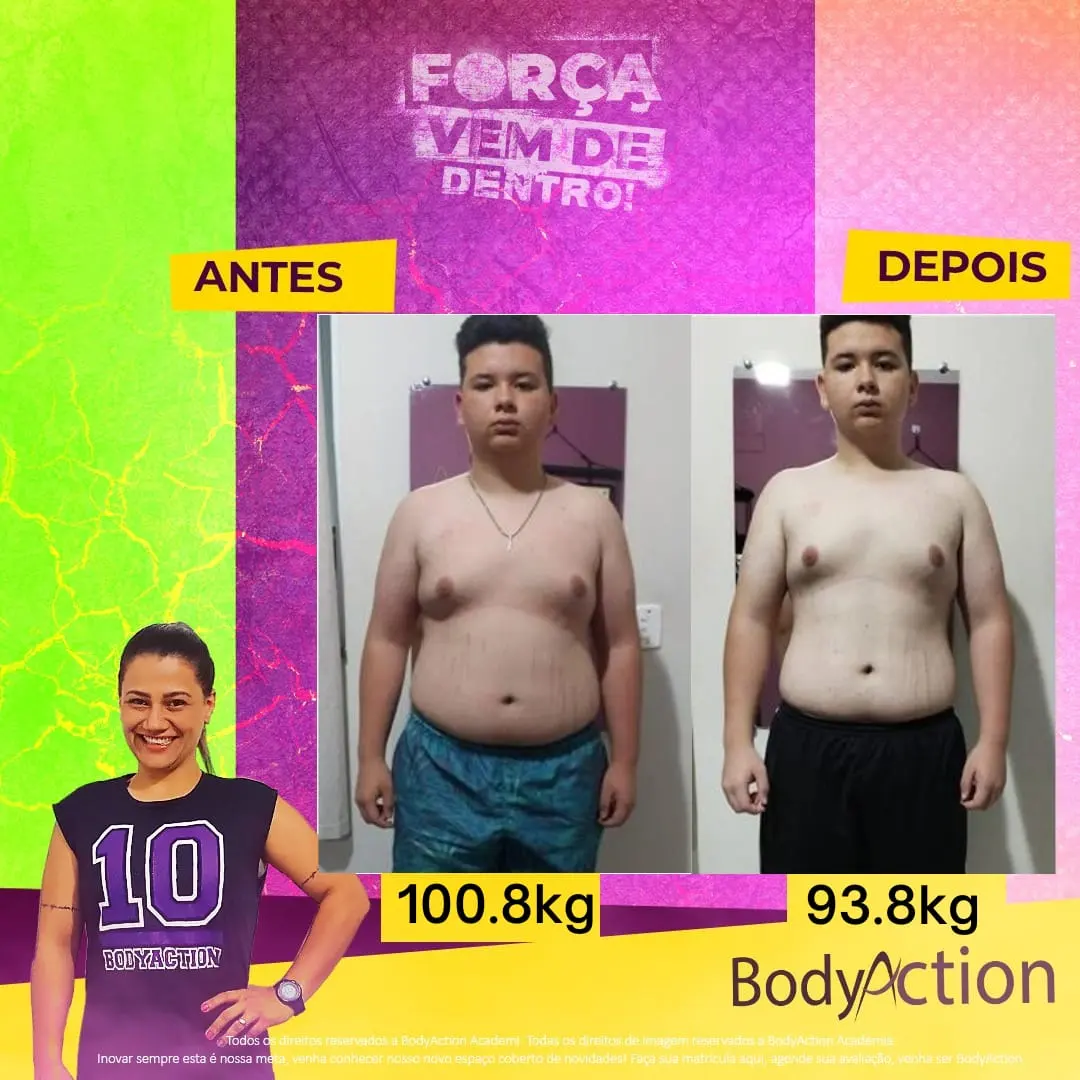 FORÇA
VEM DE
DENTRO!
ANTES
DEPOIS
100.8kg
93.8kg
10
BODYACTION
BodyAction
Todos os direitos reservados a BodyAction Academi Todas os direitos de Imagem reservados a BodyAction Academia
Inovar sempre esta é nossa meta, venha conhecer nosso novo espaço coberto de novidades! Faça sua matricula aqui, agende sua avaliação, venha ser BodyAction